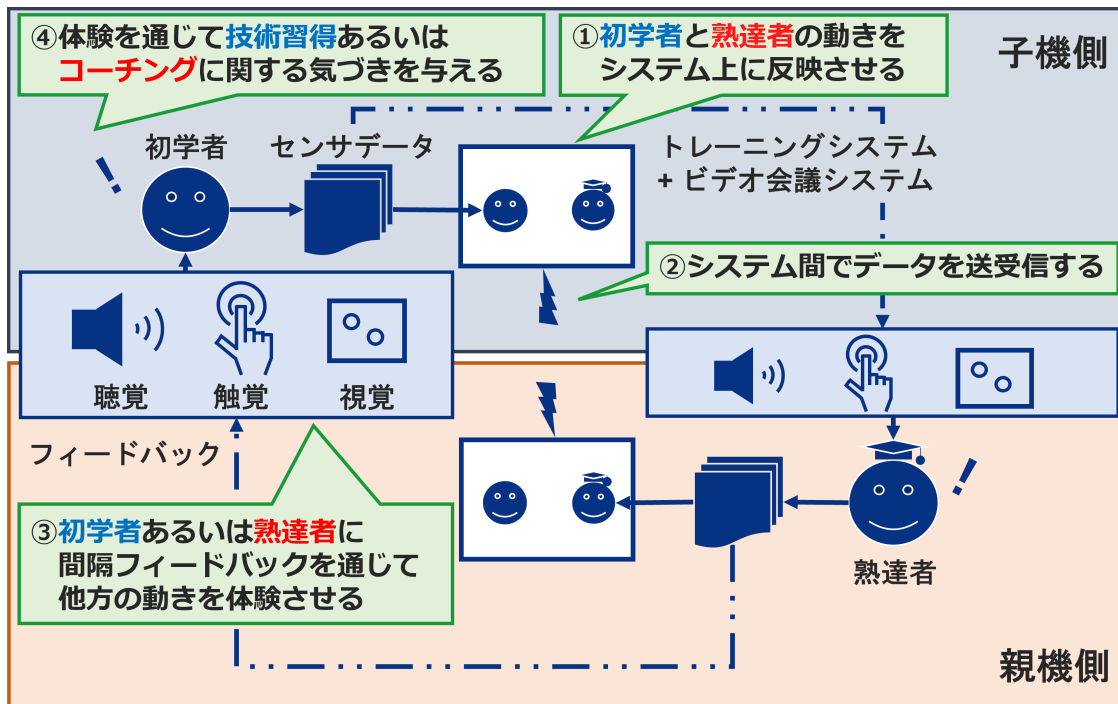 ④体験を通じて技術習得あるいは
コーチングに関する気づきを与える
①初学者と熟達者の動きを
システム上に反映させる
子機側
初学者
センサデータ
トレーニングシステム
+ ビデオ会議システム
②システム間でデータを送受信する
聴覚
触覚
視覚
フィードバック
③初学者あるいは熟達者に
間隔フィードバックを通じて
他方の動きを体験させる
熟達者
親機側